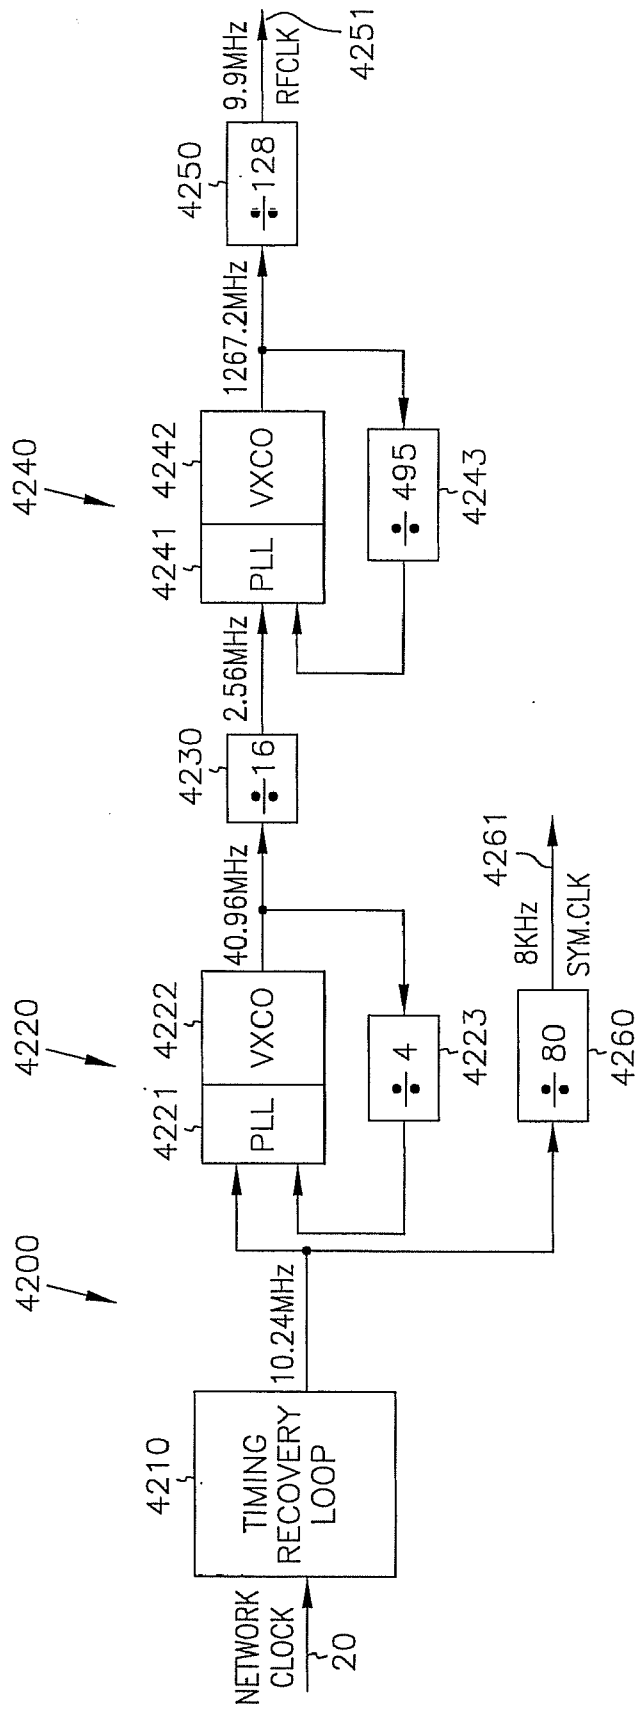 4200
NETWORK
CLOCK
20
4210
TIMING
RECOVERY
LOOP
10.24MHz
4220
4221
4222
PLL
VXCO
÷ 4
4223
40.96MHz
÷ 80
4260
8KHz
SYM.CLK
4261
4230
÷16
2.56MHz
4240
4241
4242
PLL
VXCO
÷ 495
4243
1267.2MHz
4250
÷128
9.9MHz
RFCLK
4251